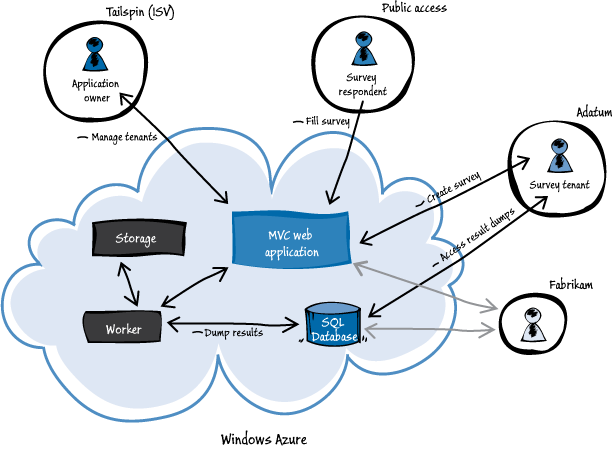 Tailspin (ISV)
Public access
Application
owner
Survey
respondent
Adatum
Manage tenants
Fill survey
Survey tenant
Create survey
Storage
MVC web
application
Access result dumps
Fabrikam
Worker
Dump results
SQL
Database
Windows Azure